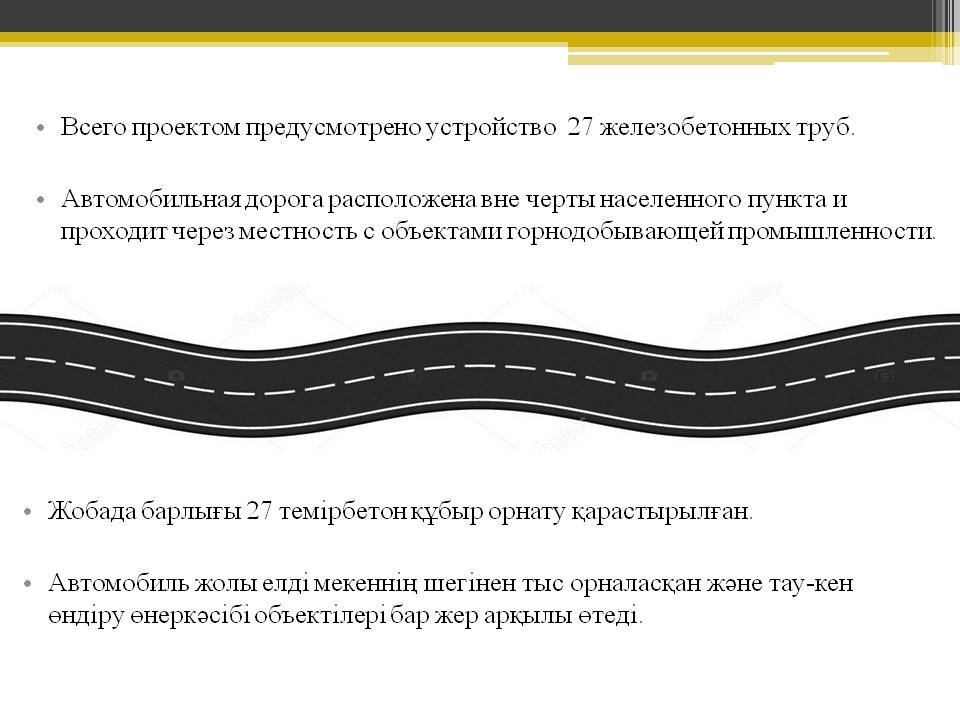 • Всего проектом предусмотрено устройство 27 железобетонных труб.
• Автомобильная дорога расположена вне черты населенного пункта и
проходит через местность с объектами горнодобывающей промышленности.
• Жобада барлығы 27 темірбетон құбыр орнату қарастырылған.
• Автомобиль жолы елді мекеннің шегінен тыс орналасқан және тау-кен
өндіру өнеркәсібі объектілері бар жер арқылы өтеді.